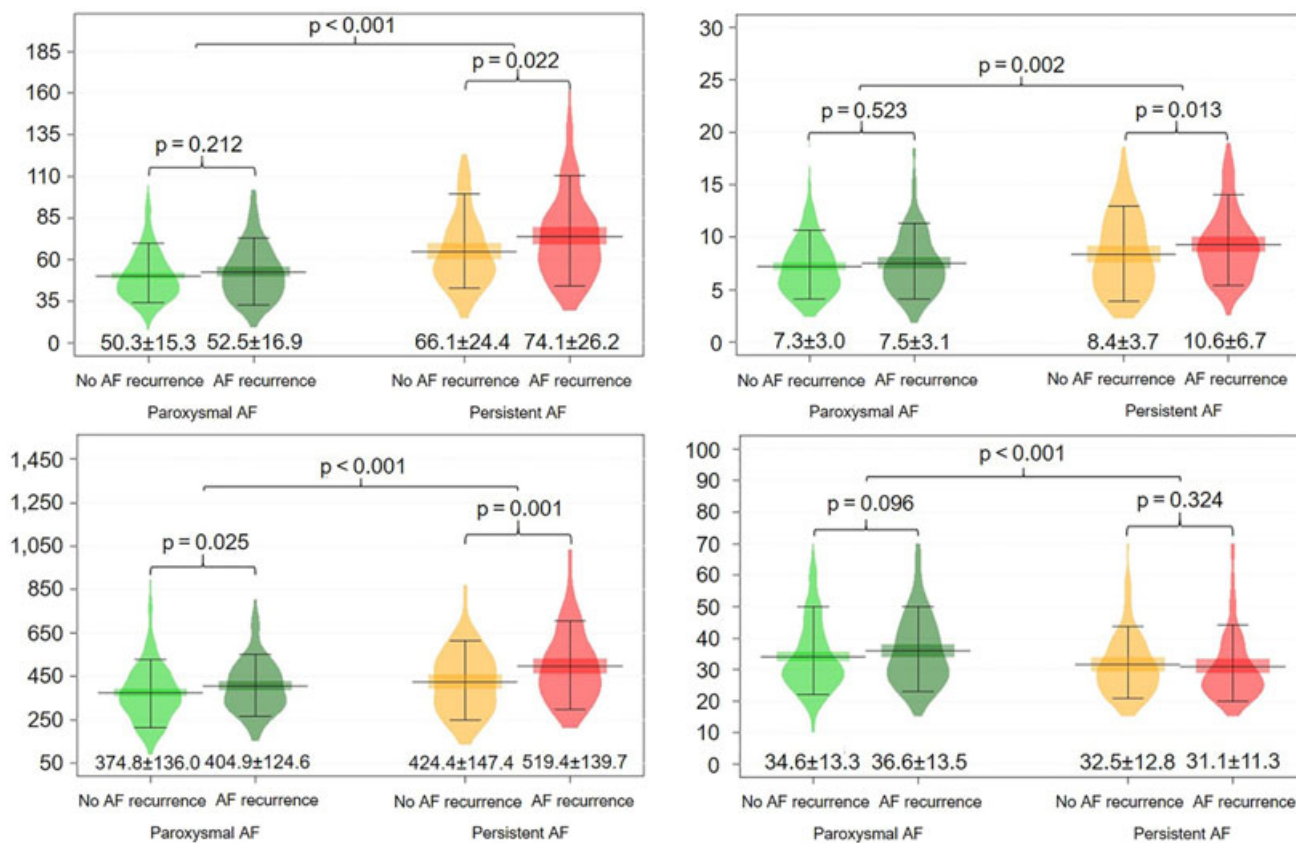 p < 0.001
185
p = 0.022
160
135
p = 0.212
110
85
60
35
0
50.3±15.3 52.5±16.9 66.1±24.4 74.1±26.2
No AF recurrence AF recurrence No AF recurrence AF recurrence
Paroxysmal AF Persistent AF
30
p = 0.002
25
p = 0.523 p = 0.013
20
15
10
5
0
7.3±3.0 7.5±3.1 8.4±3.7 10.6±6.7
No AF recurrence AF recurrence No AF recurrence AF recurrence
Paroxysmal AF Persistent AF
1,450
p < 0.001
1,250
p = 0.001
1,050
p = 0.025
850
650
450
250
50
374.8±136.0 404.9±124.6 424.4±147.4 519.4±139.7
No AF recurrence AF recurrence No AF recurrence AF recurrence
Paroxysmal AF Persistent AF
100
p < 0.001
90
p = 0.096 p = 0.324
80
70
60
50
40
30
20
10
0
34.6±13.3 36.6±13.5 32.5±12.8 31.1±11.3
No AF recurrence AF recurrence No AF recurrence AF recurrence
Paroxysmal AF Persistent AF